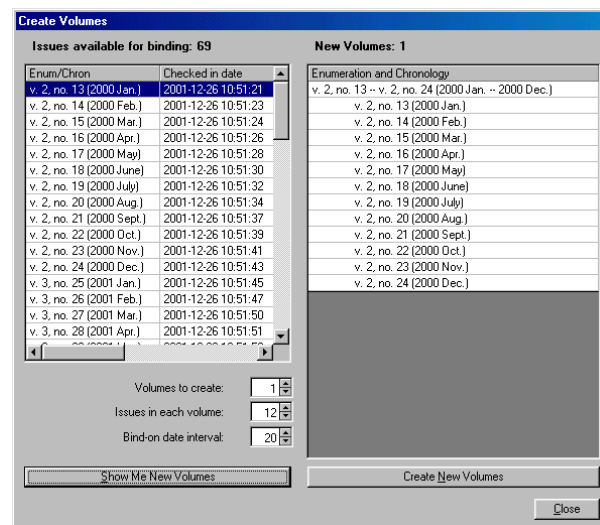 Create Volumes
Issues available for binding: 69
Enum/Chron Checked in date
v. 2, no. 13 (2000 Jan.) 2001-12-26 10:51:21
v. 2, no. 14 (2000 Feb.) 2001-12-26 10:51:23
v. 2, no. 15 (2000 Mar.) 2001-12-26 10:51:24
v. 2, no. 16 (2000 Apr.) 2001-12-26 10:51:26
v. 2, no. 17 (2000 May) 2001-12-26 10:51:28
v. 2, no. 18 (2000 June) 2001-12-26 10:51:30
v. 2, no. 19 (2000 July) 2001-12-26 10:51:32
v. 2, no. 20 (2000 Aug.) 2001-12-26 10:51:34
v. 2, no. 21 (2000 Sept.) 2001-12-26 10:51:37
v. 2, no. 22 (2000 Oct.) 2001-12-26 10:51:39
v. 2, no. 23 (2000 Nov.) 2001-12-26 10:51:41
v. 2, no. 24 (2000 Dec.) 2001-12-26 10:51:43
v. 3, no. 25 (2001 Jan.) 2001-12-26 10:51:45
v. 3, no. 26 (2001 Feb.) 2001-12-26 10:51:47
v. 3, no. 27 (2001 Mar.) 2001-12-26 10:51:50
v. 3, no. 28 (2001 Apr.) 2001-12-26 10:51:51
Volumes to create: 1
Issues in each volume: 12
Bind-on date interval: 20
Show Me New Volumes
New Volumes: 1
Enumeration and Chronology
v. 2, no. 13 -- v. 2, no. 24 (2000 Jan. -- 2000 Dec.)
v. 2, no. 13 (2000 Jan.)
v. 2, no. 14 (2000 Feb.)
v. 2, no. 15 (2000 Mar.)
v. 2, no. 16 (2000 Apr.)
v. 2, no. 17 (2000 May)
v. 2, no. 18 (2000 June)
v. 2, no. 19 (2000 July)
v. 2, no. 20 (2000 Aug.)
v. 2, no. 21 (2000 Sept.)
v. 2, no. 22 (2000 Oct.)
v. 2, no. 23 (2000 Nov.)
v. 2, no. 24 (2000 Dec.)
Create New Volumes
Close